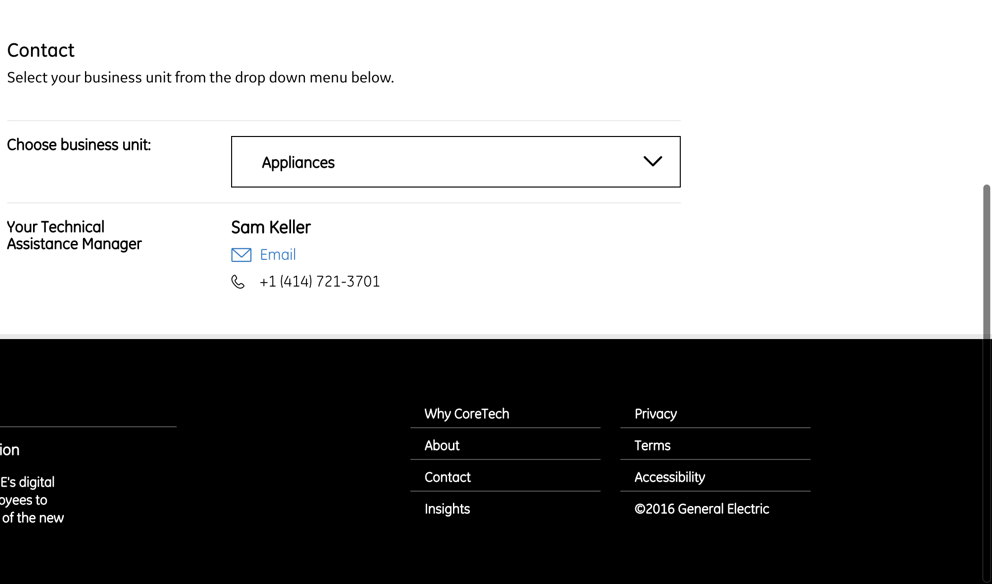 Contact
Select your business unit from the drop down menu below.
Choose business unit:
Appliances
Your Technical
Assistance Manager
Sam Keller
Email
+1 (414) 721-3701
ion
E's digital
oyees to
of the new
Why CoreTech
About
Contact
Insights
Privacy
Terms
Accessibility
©2016 General Electric